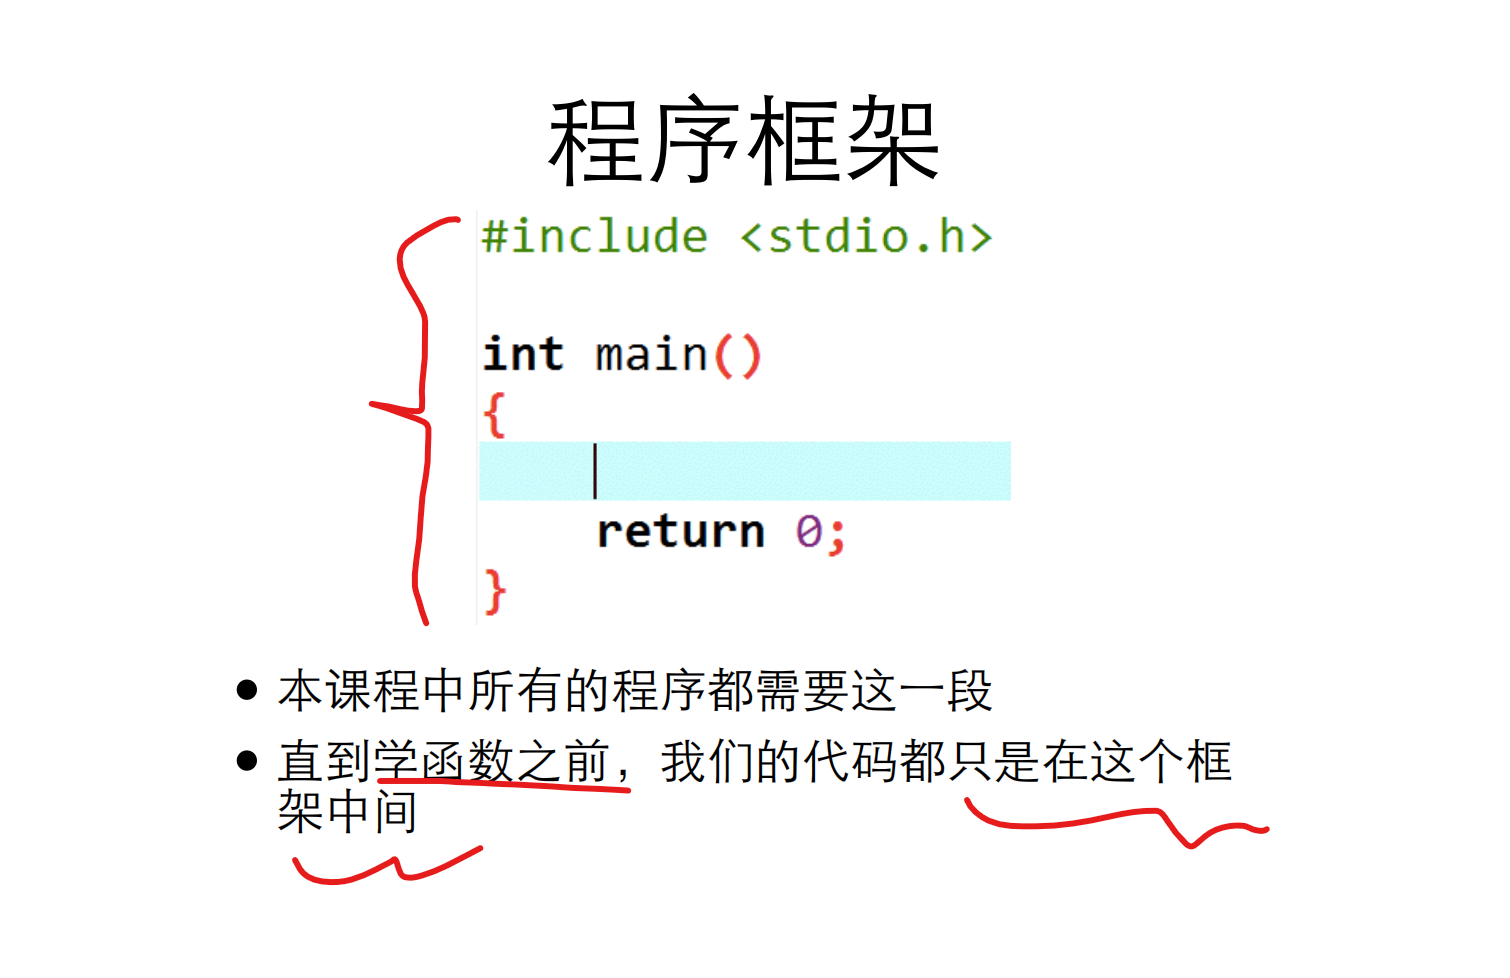 程序框架
#include <stdio.h>
int main()
{
return 0;
}
● 本课程中所有的程序都需要这一段
● 直到学函数之前，我们的代码都只是在这个框
架中间